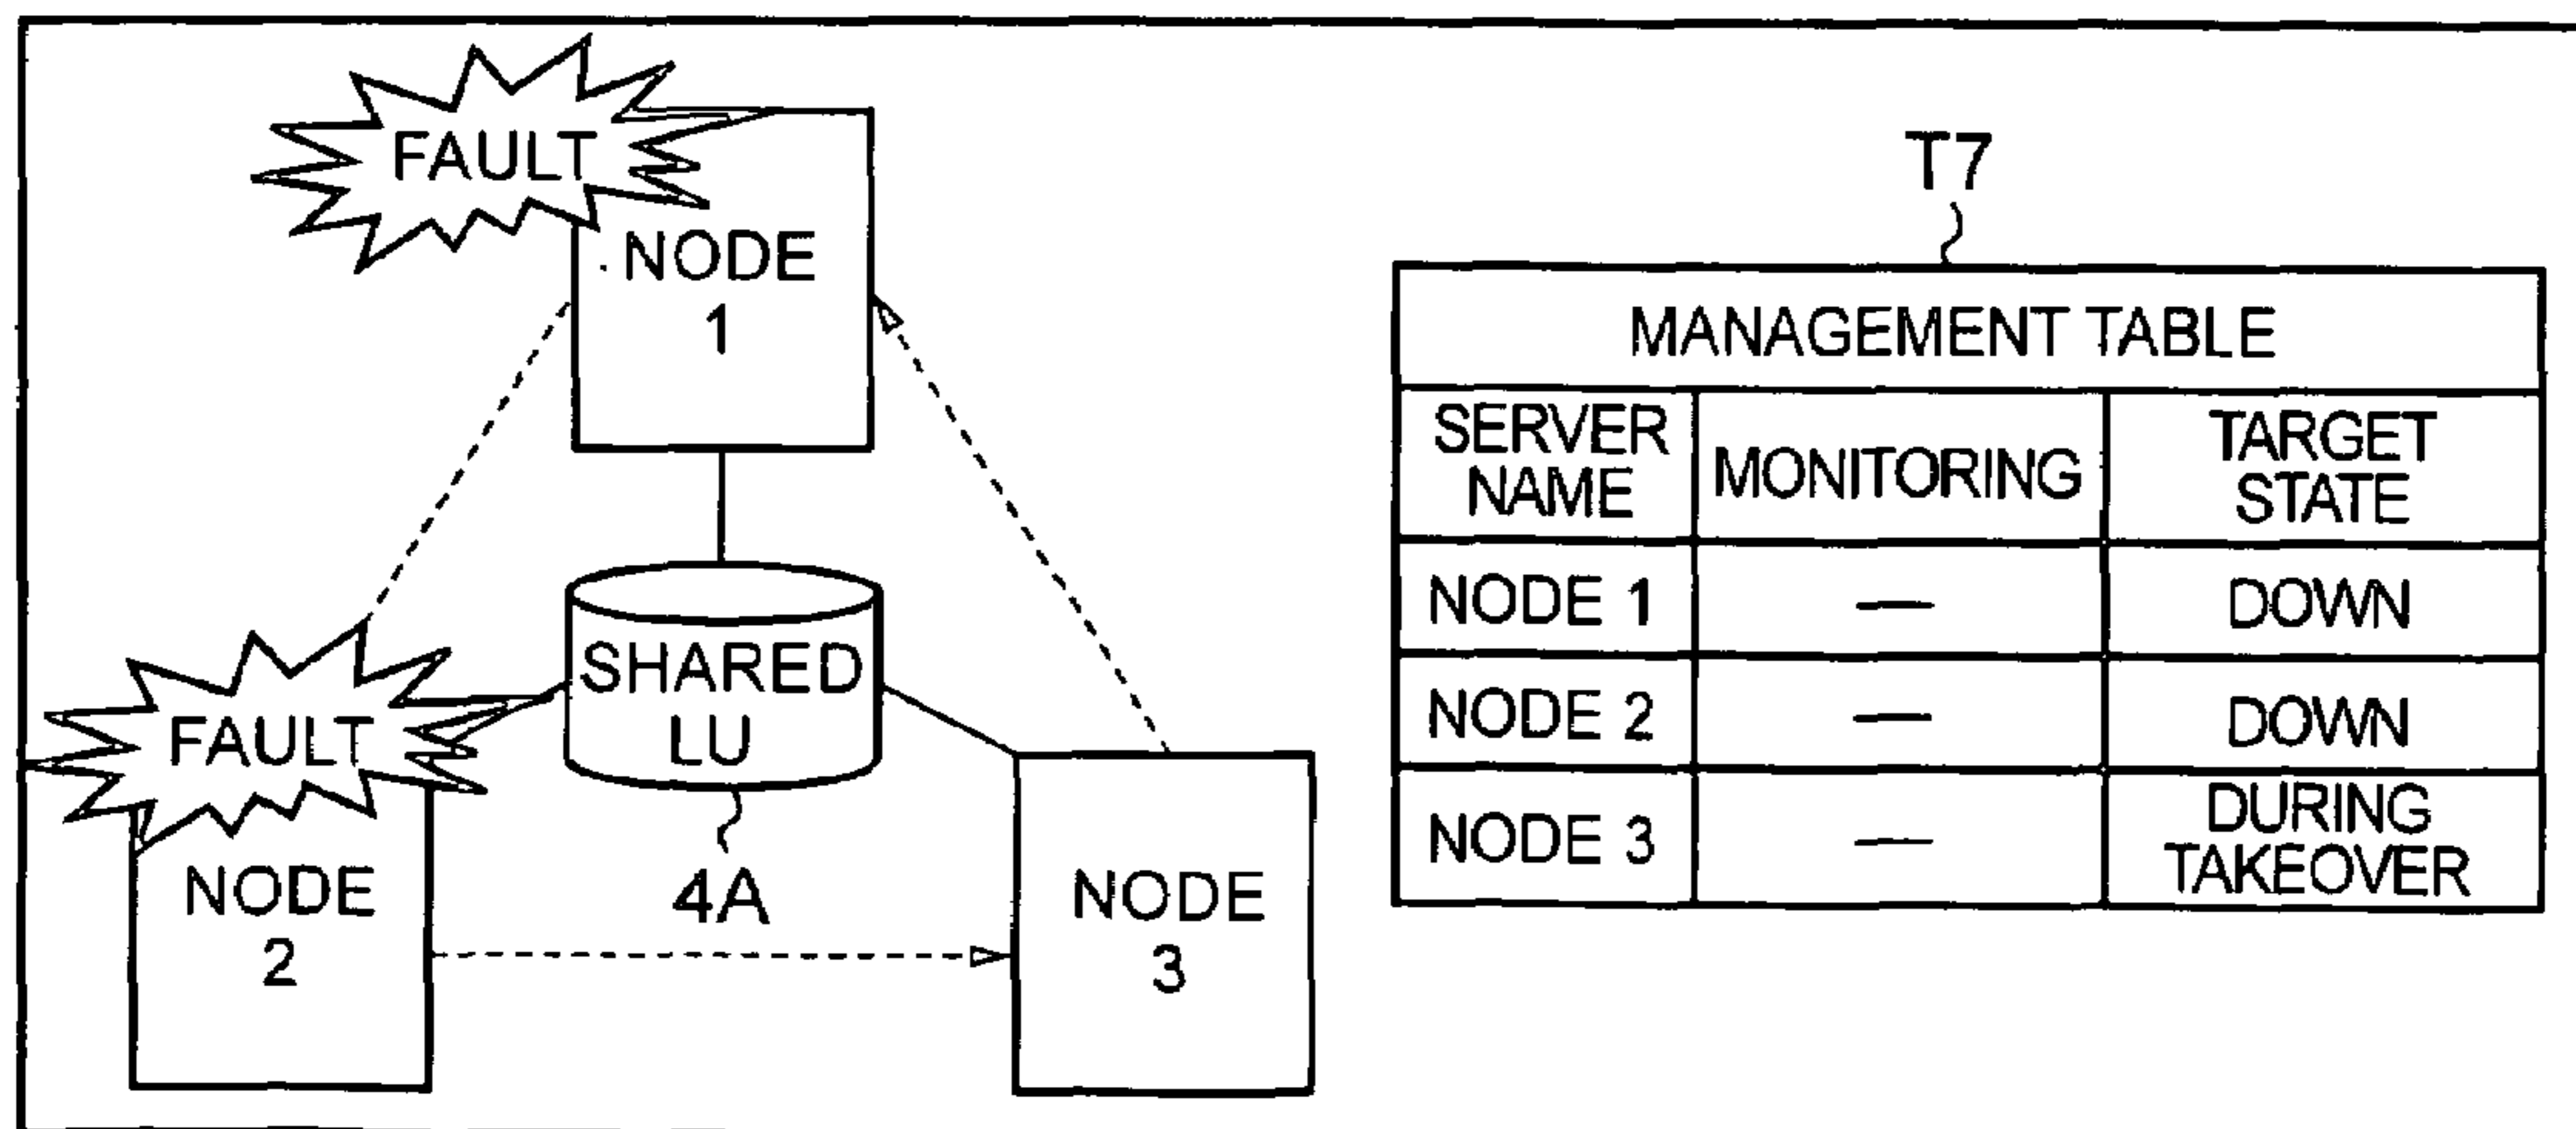 FAULT
NODE
1
SHARED
LU
4A
FAULT
NODE
2
NODE
3
T7
MANAGEMENT TABLE
SERVER
NAME
MONITORING
TARGET
STATE
NODE 1
—
DOWN
NODE 2
—
DOWN
NODE 3
—
DURING
TAKEOVER